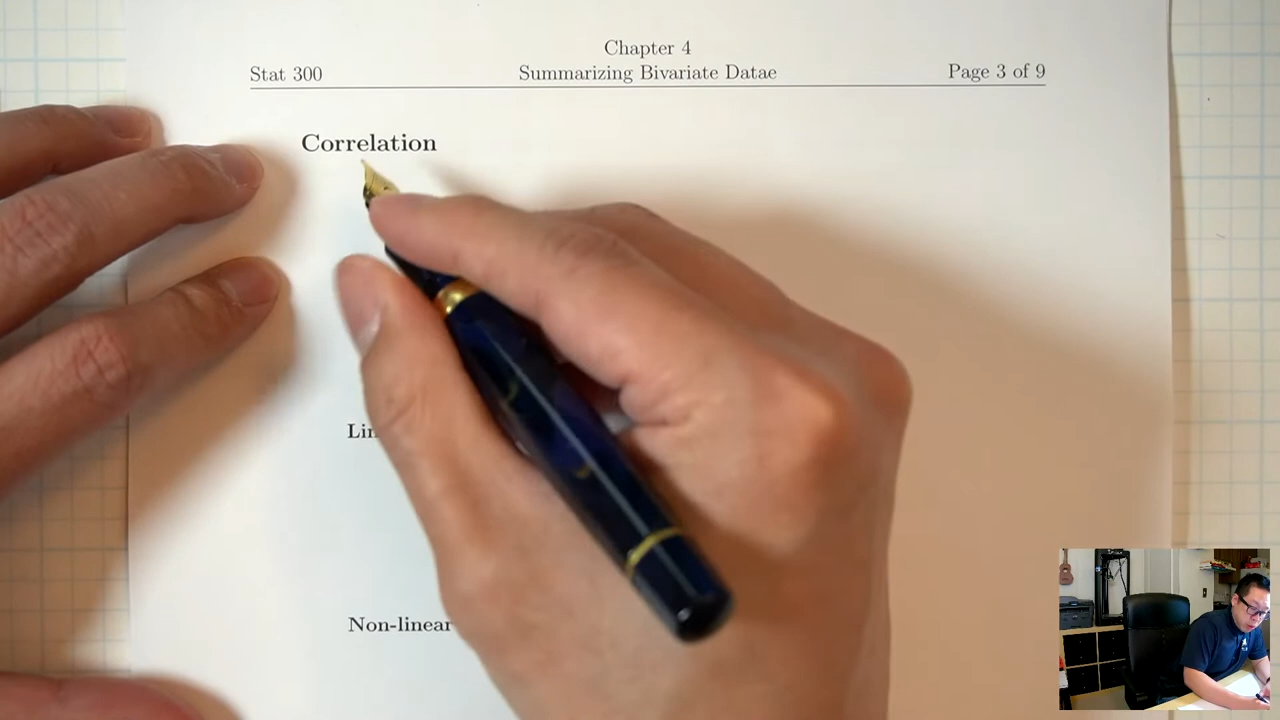 Chapter 4
Stat 300 Summarizing Bivariate Datae Page 3 of 9
Correlation
Non-linear